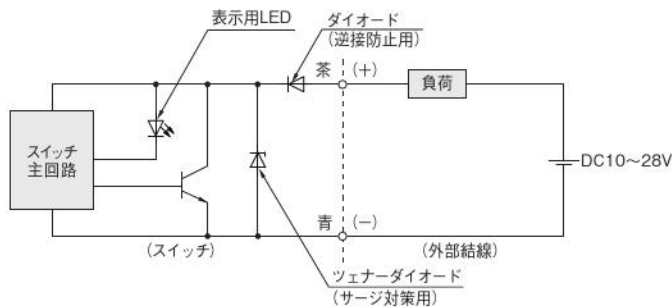 表示用LED
ダイオード
(逆接防止用)
茶 (+)
負荷
スイッチ
主回路
DC10～28V
青 (−)
(スイッチ)
(外部結線)
ツェナーダイオード
(サージ対策用)